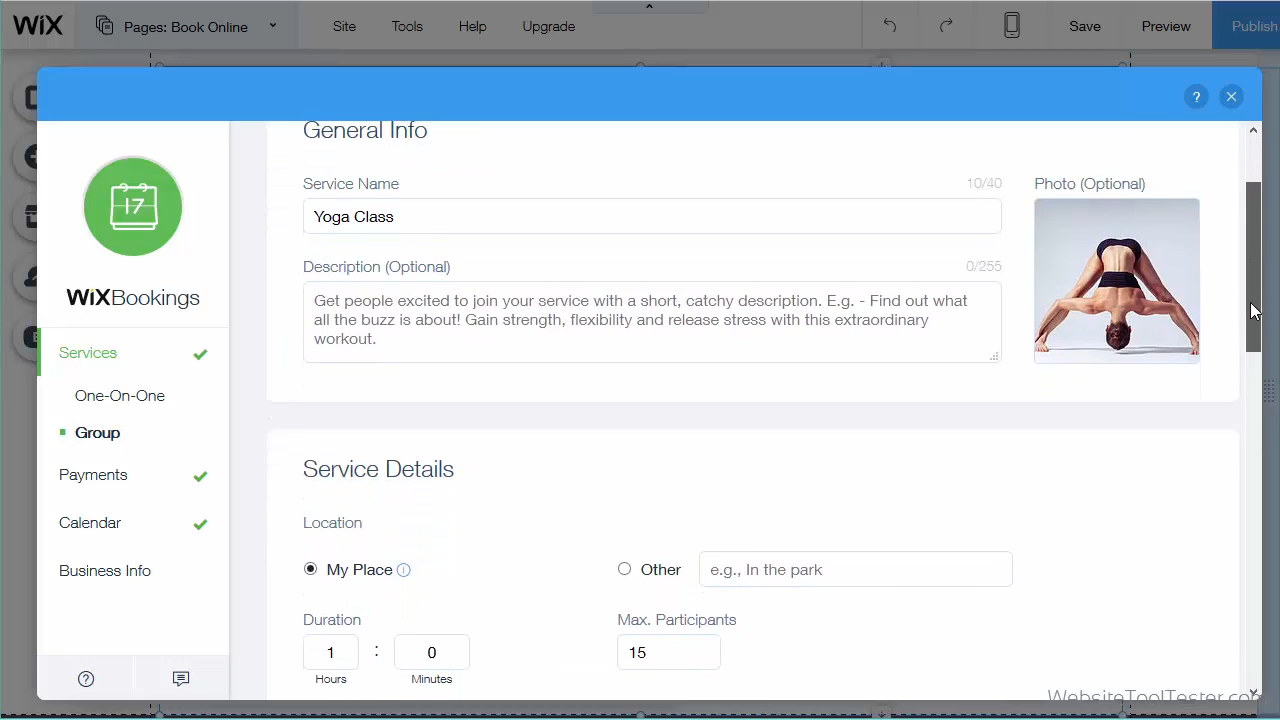 WiX
Pages: Book Online
Site
Tools
Help
Upgrade
Save
Preview
Publish
?
General Info
Service Name
10/40
Photo (Optional)
Yoga Class
17
Description (Optional)
0/255
Get people excited to join your service with a short, catchy description. E.g. - Find out what
all the buzz is about! Gain strength, flexibility and release stress with this extraordinary
workout.
WiXBookings
Services
One-On-One
Group
Payments
Calendar
Business Info
Service Details
Location
My Place
Other
e.g., In the park
Duration
Max. Participants
1
:
0
15
Hours
Minutes
?
WebsiteToolTester.com